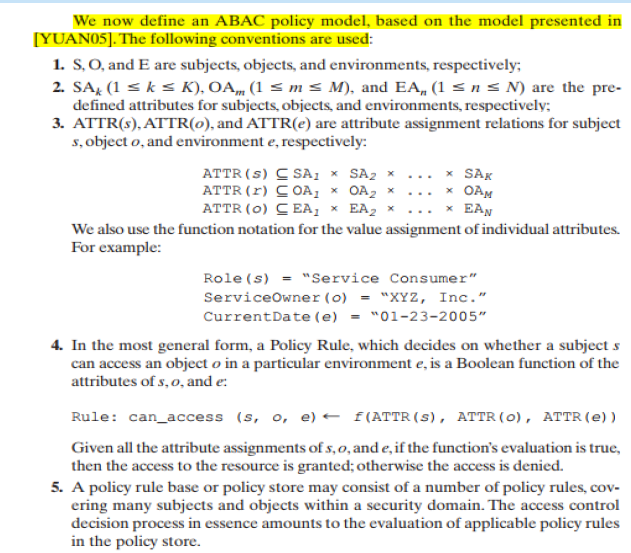 We now define an ABAC policy model, based on the model presented in
[YUAN05]. The following conventions are used:
1. S, O, and E are subjects, objects, and environments, respectively;
2. SAₖ (1 ≤ k ≤ K), OAₘ (1 ≤ m ≤ M), and EAₙ (1 ≤ n ≤ N) are the pre-
defined attributes for subjects, objects, and environments, respectively;
3. ATTR(s), ATTR(o), and ATTR(e) are attribute assignment relations for subject
s, object o, and environment e, respectively:
ATTR(s) ⊆ SA₁ × SA₂ × ... × SAK
ATTR(r) ⊆ OA₁ × OA₂ × ... × OAM
ATTR(o) ⊆ EA₁ × EA₂ × ... × EAN
We also use the function notation for the value assignment of individual attributes.
For example:
Role(s) = "Service Consumer"
ServiceOwner(o) = "XYZ, Inc."
CurrentDate(e) = "01-23-2005"
4. In the most general form, a Policy Rule, which decides on whether a subject s
can access an object o in a particular environment e, is a Boolean function of the
attributes of s, o, and e:
Rule: can_access (s, o, e) ← f(ATTR(s), ATTR(o), ATTR(e))
Given all the attribute assignments of s, o, and e, if the function's evaluation is true,
then the access to the resource is granted; otherwise the access is denied.
5. A policy rule base or policy store may consist of a number of policy rules, cov-
ering many subjects and objects within a security domain. The access control
decision process in essence amounts to the evaluation of applicable policy rules
in the policy store.